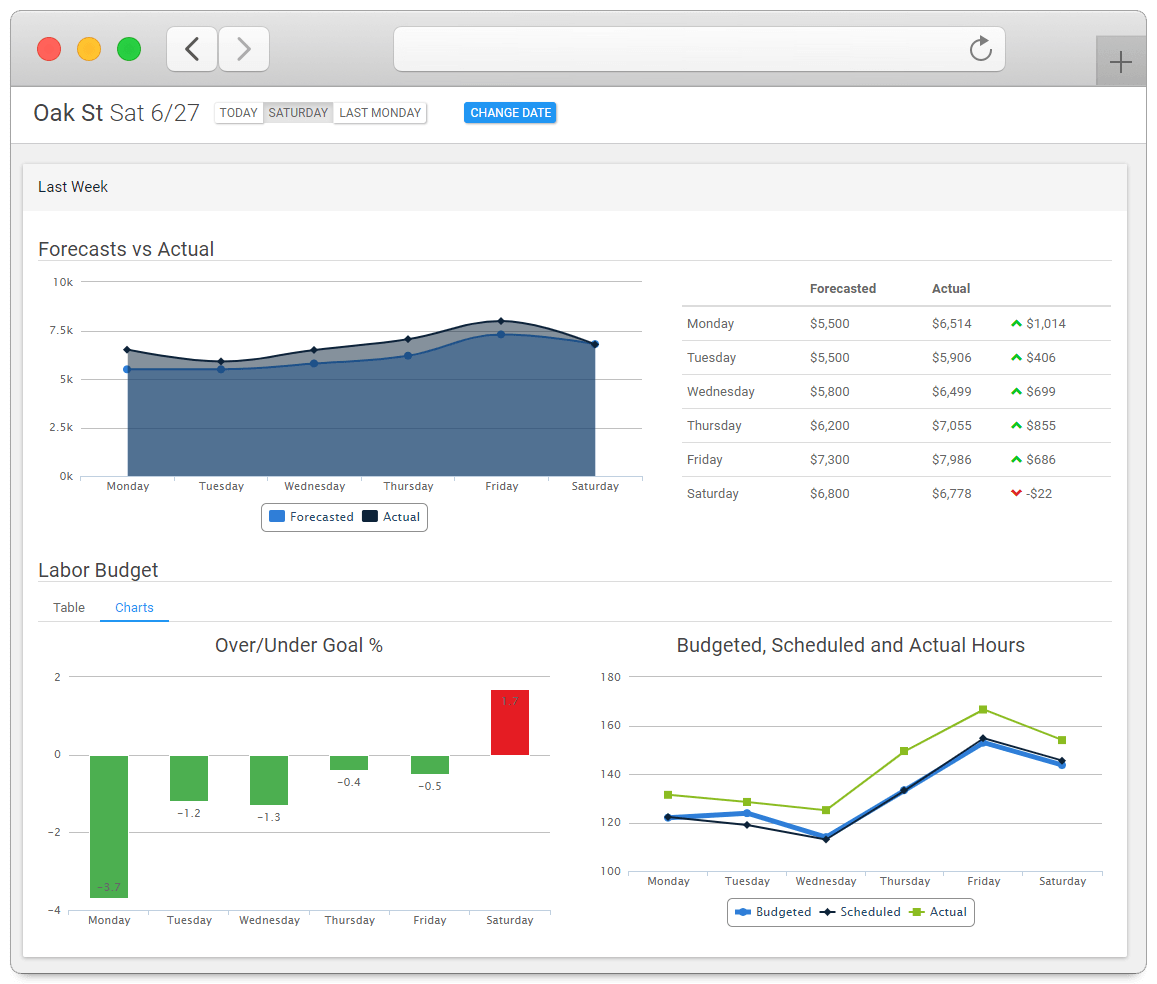 Oak St Sat 6/27 TODAY SATURDAY LAST MONDAY CHANGE DATE
Last Week
Forecasts vs Actual
10k
7.5k
5k
2.5k
0k
Monday Tuesday Wednesday Thursday Friday Saturday
Forecasted Actual
Forecasted Actual
Monday $5,500 $6,514 $1,014
Tuesday $5,500 $5,906 $406
Wednesday $5,800 $6,499 $699
Thursday $6,200 $7,055 $855
Friday $7,300 $7,986 $686
Saturday $6,800 $6,778 -$22
Labor Budget
Table Charts
Over/Under Goal %
2
0
−2
−4
−3.7
−1.2
−1.3
−0.4
−0.5
1.7
Monday Tuesday Wednesday Thursday Friday Saturday
Budgeted, Scheduled and Actual Hours
180
160
140
120
100
Monday Tuesday Wednesday Thursday Friday Saturday
Budgeted Scheduled Actual